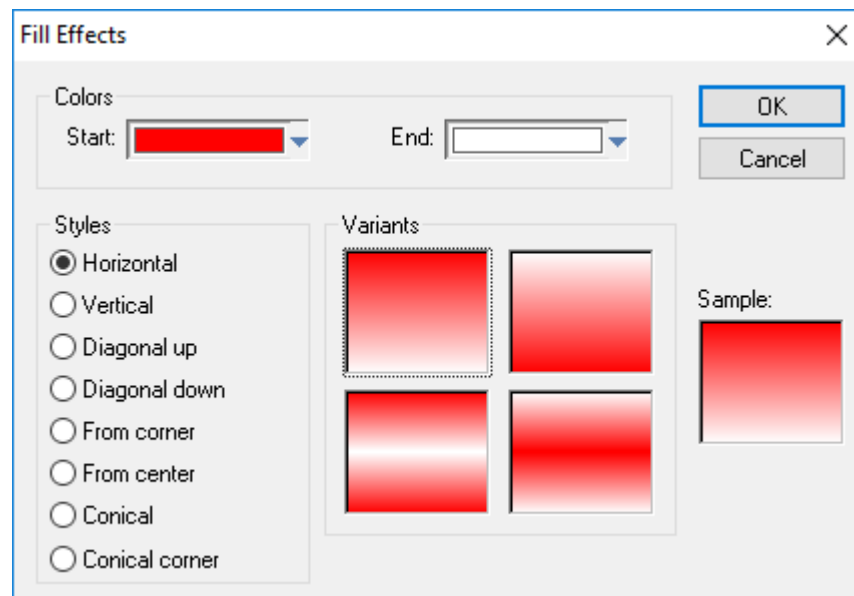 Fill Effects
Colors
Start:
End:
OK
Cancel
Styles
Horizontal
Vertical
Diagonal up
Diagonal down
From corner
From center
Conical
Conical corner
Variants
Sample: